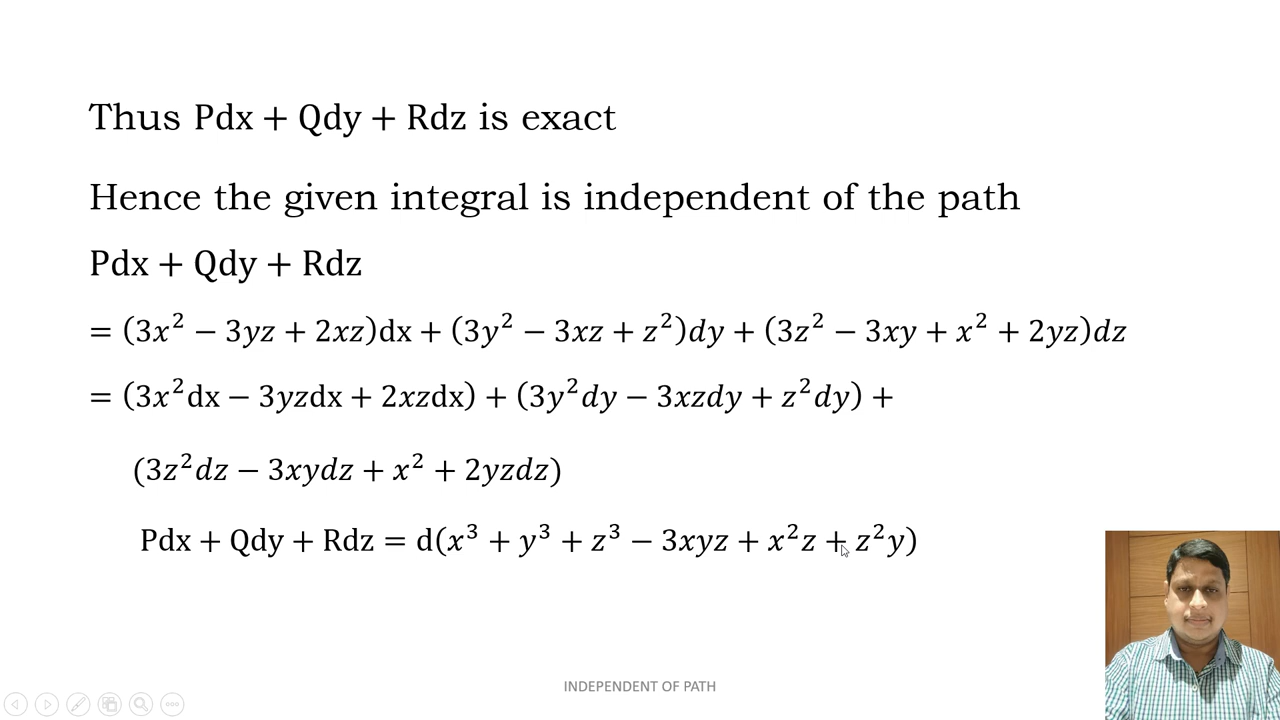 Thus Pdx + Qdy + Rdz is exact
Hence the given integral is independent of the path
Pdx + Qdy + Rdz
= (3x² − 3yz + 2xz)dx + (3y² − 3xz + z²)dy + (3z² − 3xy + x² + 2yz)dz
= (3x²dx − 3yzdx + 2xzdx) + (3y²dy − 3xzdy + z²dy) +
(3z²dz − 3xydz + x² + 2yzdz)
Pdx + Qdy + Rdz = d(x³ + y³ + z³ − 3xyz + x²z + z²y)
INDEPENDENT OF PATH